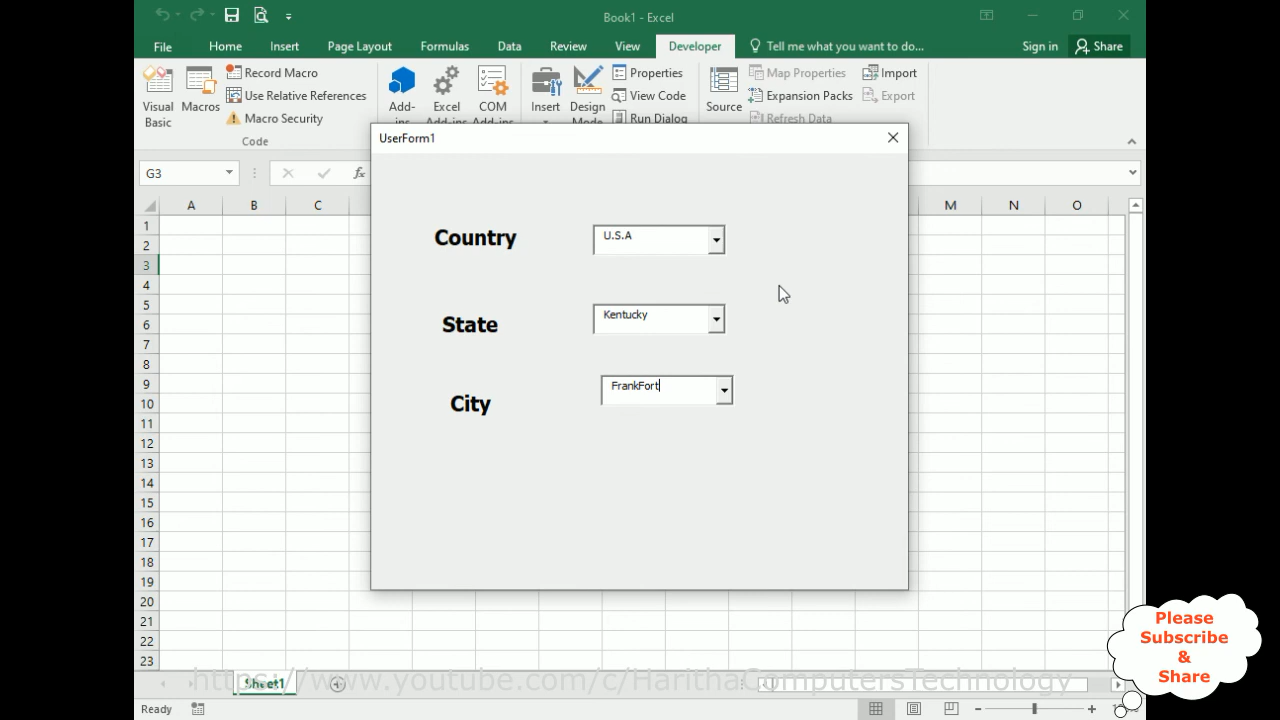 Book1 - Excel
File Home Insert Page Layout Formulas Data Review View Developer Tell me what you want to do... Sign in Share
Visual Basic
Macros
Record Macro
Use Relative References
Macro Security
Code
Add-ins
Excel Add-ins
COM Add-ins
Insert
Design Mode
Properties
View Code
Run Dialog
Source
Map Properties
Expansion Packs
Refresh Data
Import
Export
UserForm1
G3
fx
A B C M N O
1
2
3
4
5
6
7
8
9
10
11
12
13
14
15
16
17
18
19
20
21
22
23
Country U.S.A
State Kentucky
City FrankFort
Please
Subscribe
&
Share
https://www.youtube.com/c/HarithaComputersTechnology
Sheet1
Ready